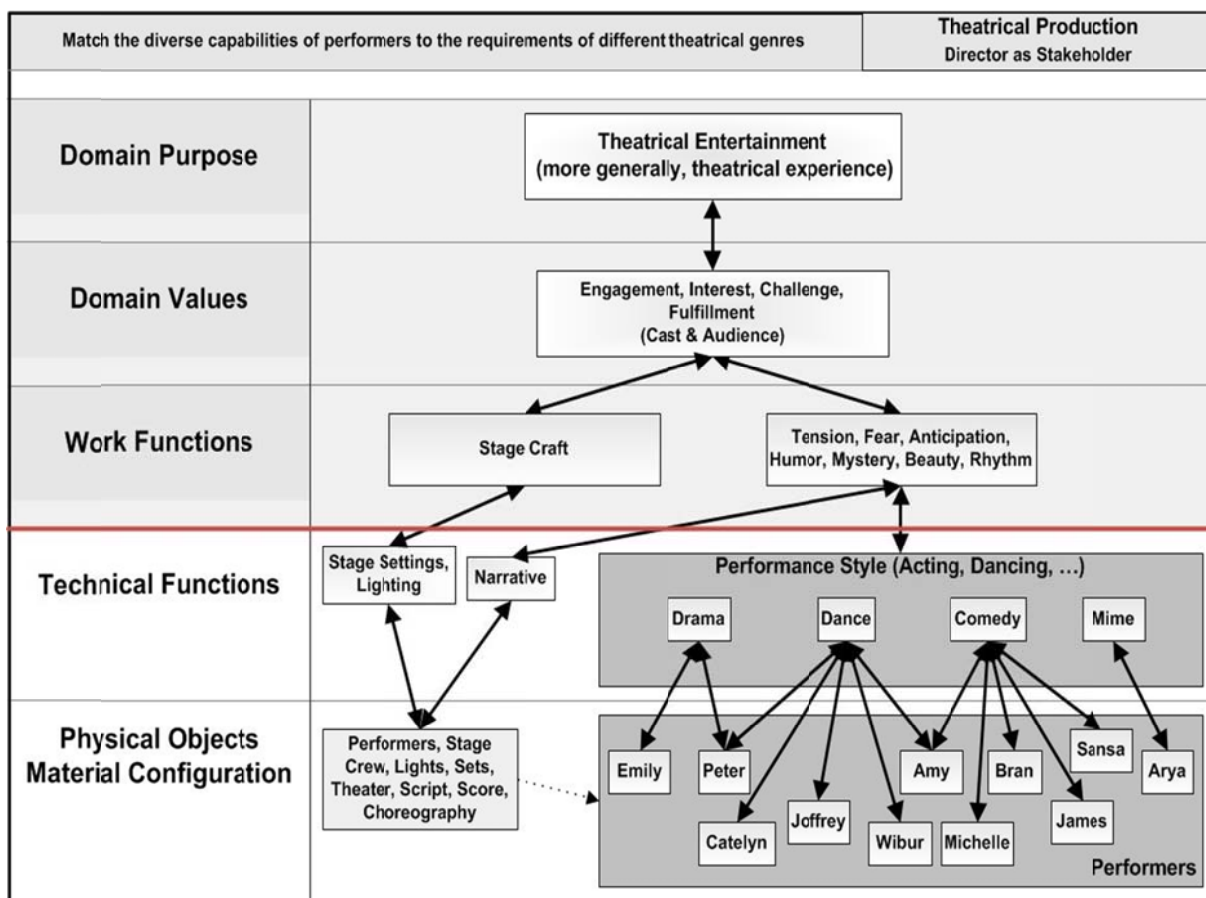 Match the diverse capabilities of performers to the requirements of different theatrical genres
Theatrical Production
Director as Stakeholder
Domain Purpose
Theatrical Entertainment
(more generally, theatrical experience)
Domain Values
Engagement, Interest, Challenge,
Fulfillment
(Cast & Audience)
Work Functions
Stage Craft
Tension, Fear, Anticipation,
Humor, Mystery, Beauty, Rhythm
Technical Functions
Stage Settings,
Lighting
Narrative
Performance Style (Acting, Dancing, …)
Drama
Dance
Comedy
Mime
Physical Objects
Material Configuration
Performers, Stage
Crew, Lights, Sets,
Theater, Script, Score,
Choreography
Emily
Peter
Amy
Bran
Sansa
Arya
Catelyn
Joffrey
Wibur
Michelle
James
Performers